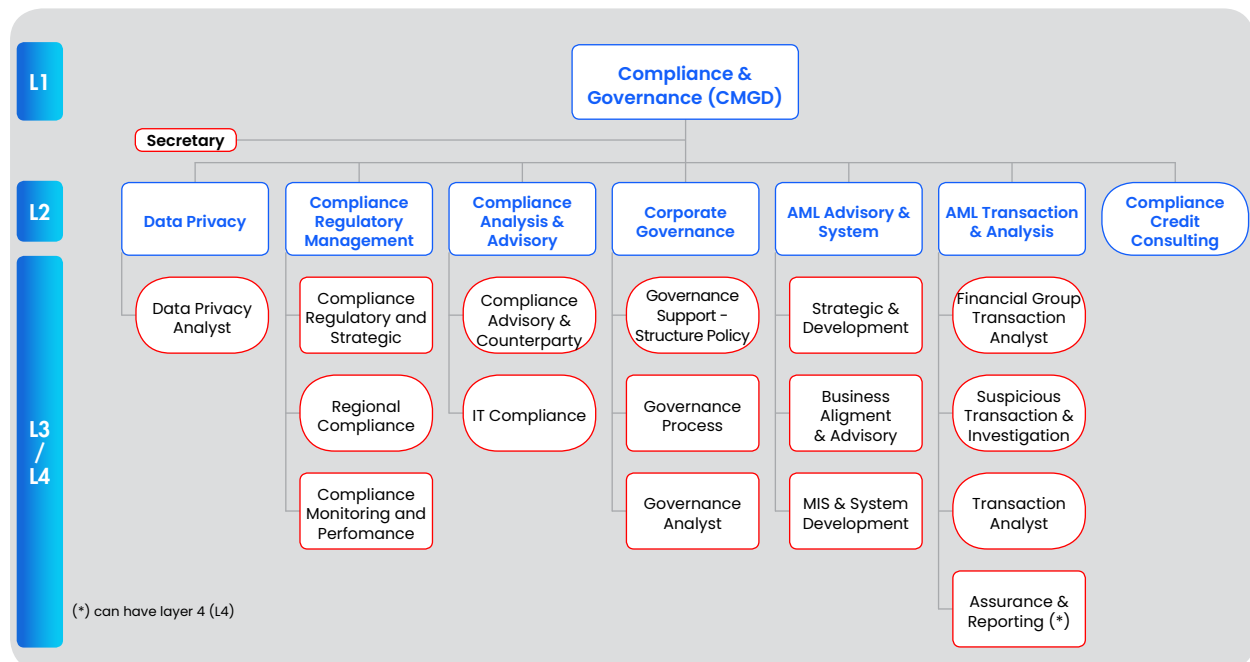 L1
Compliance &
Governance (CMGD)
Secretary
L2
Data Privacy
Compliance
Regulatory
Management
Compliance
Analysis &
Advisory
Corporate
Governance
AML Advisory &
System
AML Transaction
& Analysis
Compliance
Credit
Consulting
L3
/
L4
Data Privacy
Analyst
Compliance
Regulatory and
Strategic
Compliance
Advisory &
Counterparty
Governance
Support -
Structure Policy
Strategic &
Development
Financial Group
Transaction
Analyst
Regional
Compliance
IT Compliance
Governance
Process
Business
Aligment
& Advisory
Suspicious
Transaction &
Investigation
Compliance
Monitoring and
Perfomance
Governance
Analyst
MIS & System
Development
Transaction
Analyst
Assurance &
Reporting (*)
(*) can have layer 4 (L4)